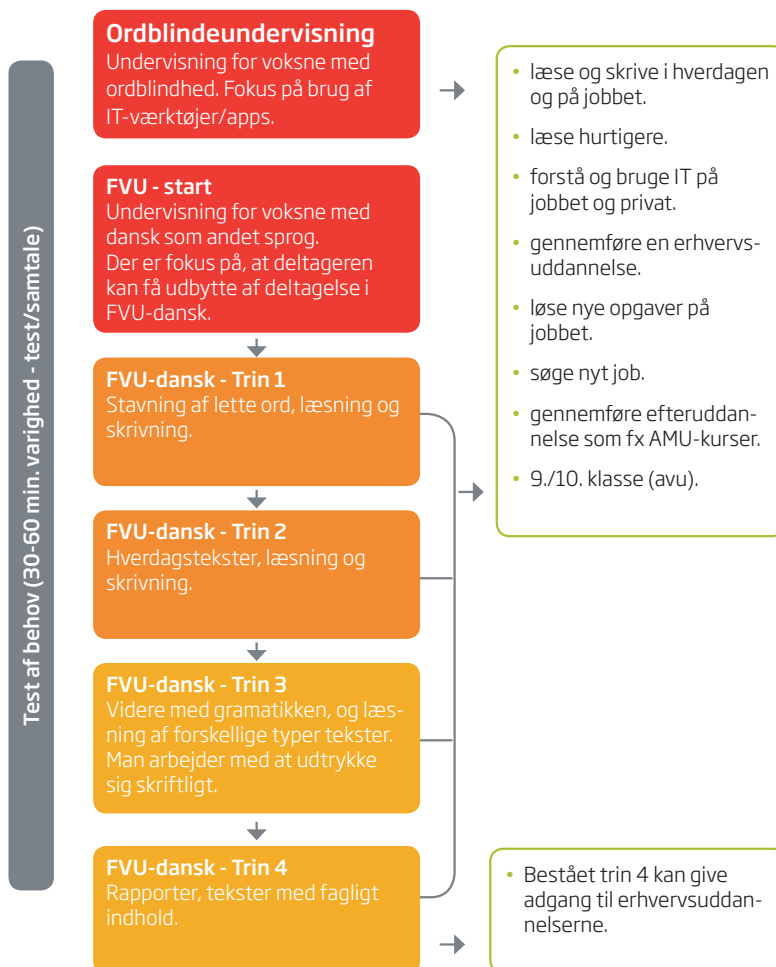 Test af behov (30-60 min. varighed - test/samtale)
Ordblindeundervisning
Undervisning for voksne med
ordblindhed. Fokus på brug af
IT-værktøjer/apps.
FVU - start
Undervisning for voksne med
dansk som andet sprog.
Der er fokus på, at deltageren
kan få udbytte af deltagelse i
FVU-dansk.
FVU-dansk - Trin 1
Stavning af lette ord, læsning og
skrivning.
FVU-dansk - Trin 2
Hverdagstekster, læsning og
skrivning.
FVU-dansk - Trin 3
Videre med gramatikken, og læs-
ning af forskellige typer tekster.
Man arbejder med at udtrykke
sig skriftligt.
FVU-dansk - Trin 4
Rapporter, tekster med fagligt
indhold.
• læse og skrive i hverdagen
og på jobbet.
• læse hurtigere.
• forstå og bruge IT på
jobbet og privat.
• gennemføre en erhvervs-
uddannelse.
• løse nye opgaver på
jobbet.
• søge nyt job.
• gennemføre efteruddan-
nelse som fx AMU-kurser.
• 9./10. klasse (avu).
• Bestået trin 4 kan give
adgang til erhvervsuddan-
nelserne.